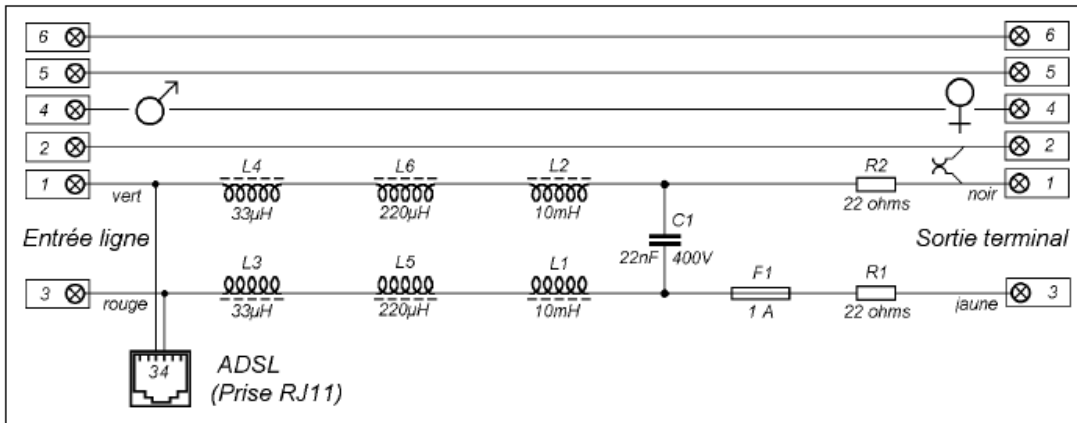 6 6
5 5
4 4
2 2
L4 L6 L2 R2
1 vert noir 1
33µH 220µH 10mH 22 ohms
C1
Entrée ligne 22nF 400V Sortie terminal
L3 L5 L1 F1 R1
3 rouge jaune 3
33µH 220µH 10mH 1 A 22 ohms
34 ADSL
(Prise RJ11)